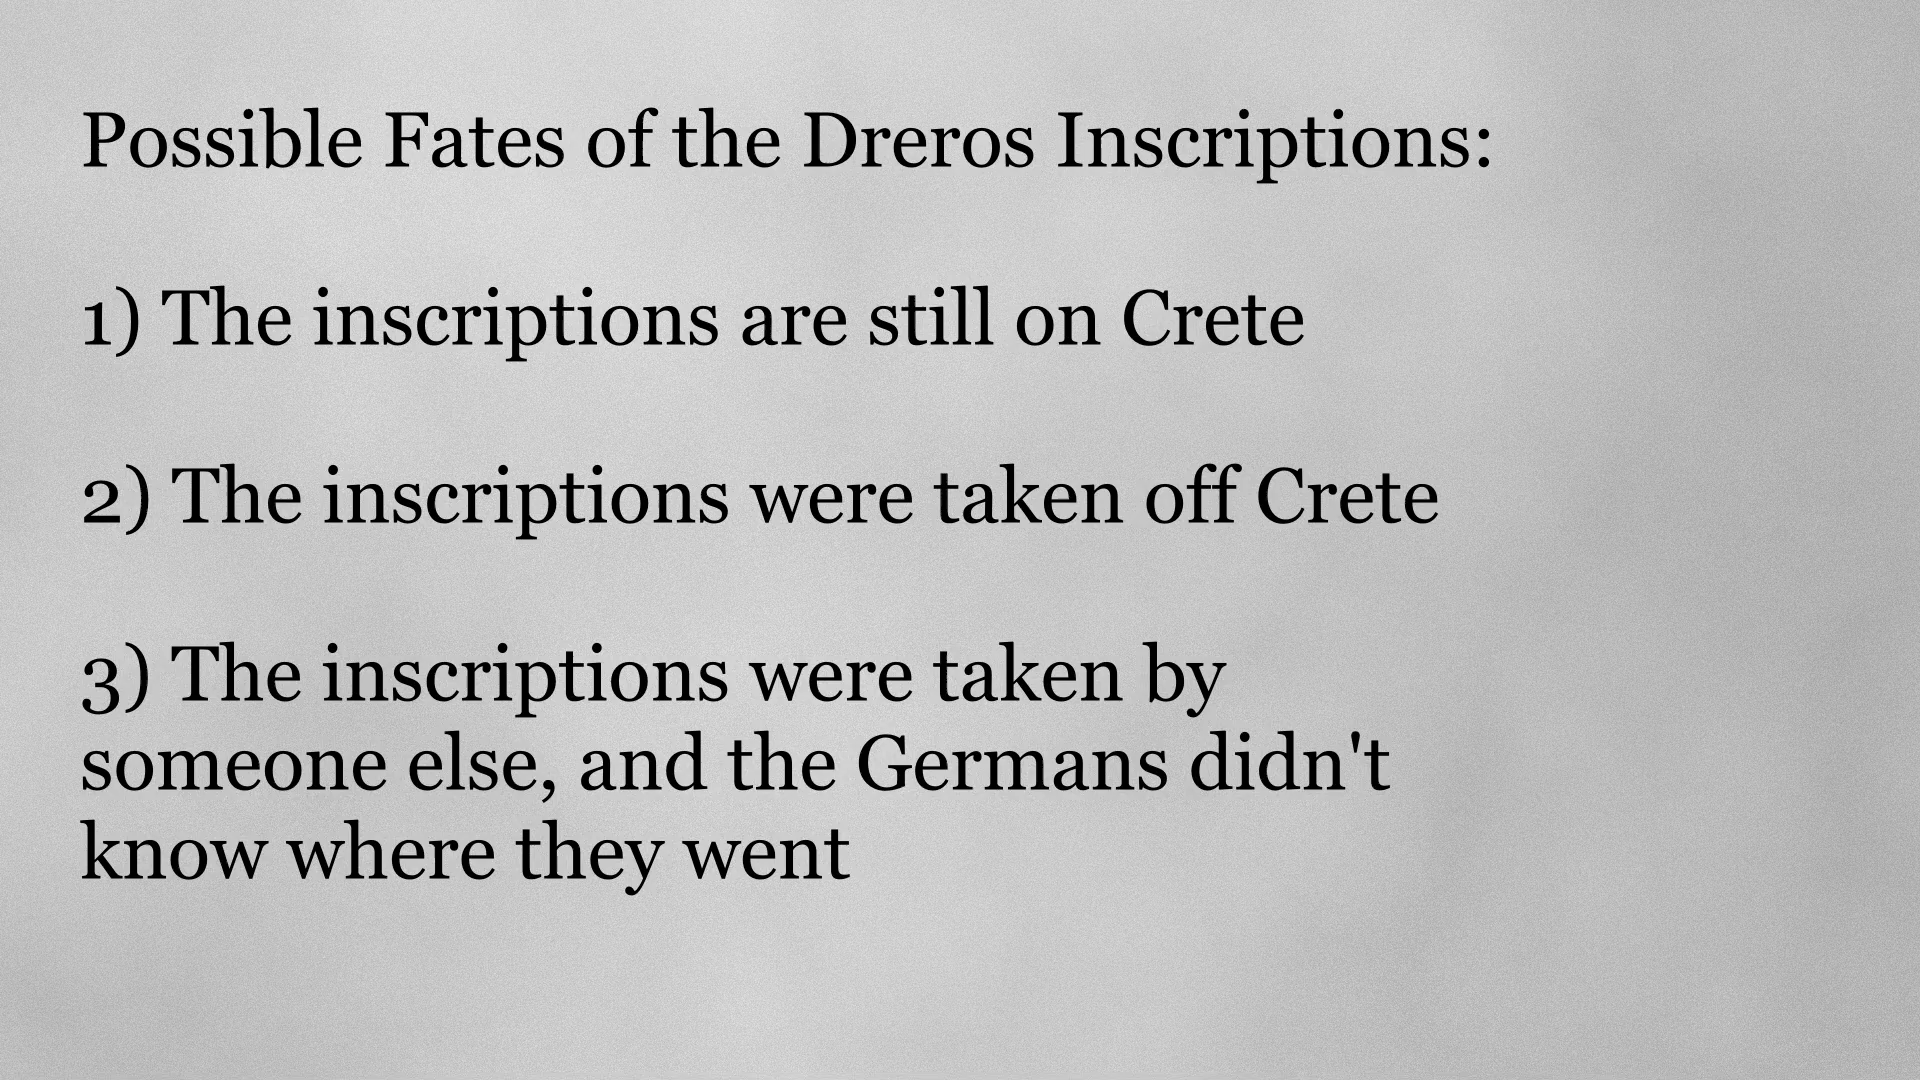 Possible Fates of the Dreros Inscriptions:
1) The inscriptions are still on Crete
2) The inscriptions were taken off Crete
3) The inscriptions were taken by
someone else, and the Germans didn't
know where they went